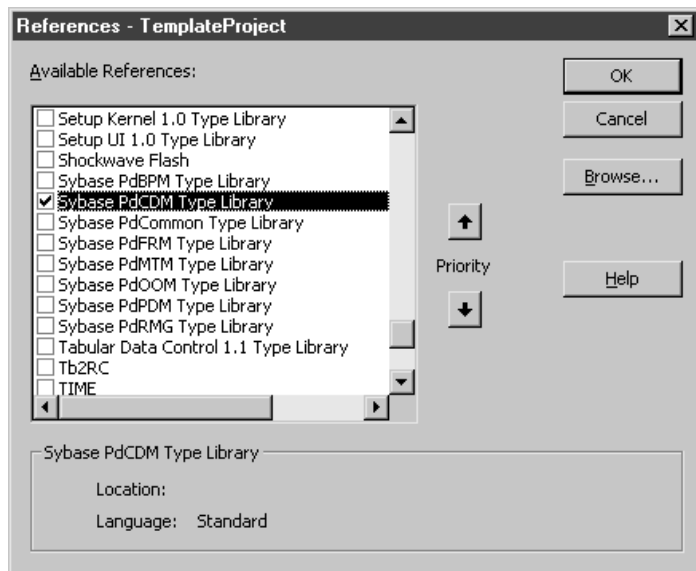 References - TemplateProject
Available References:
Setup Kernel 1.0 Type Library
Setup UI 1.0 Type Library
Shockwave Flash
Sybase PdBPM Type Library
Sybase PdCDM Type Library
Sybase PdCommon Type Library
Sybase PdFRM Type Library
Sybase PdMTM Type Library
Sybase PdOOM Type Library
Sybase PdPDM Type Library
Sybase PdRMG Type Library
Tabular Data Control 1.1 Type Library
Tb2RC
TIME
Priority
OK
Cancel
Browse...
Help
Sybase PdCDM Type Library
Location:
Language: Standard